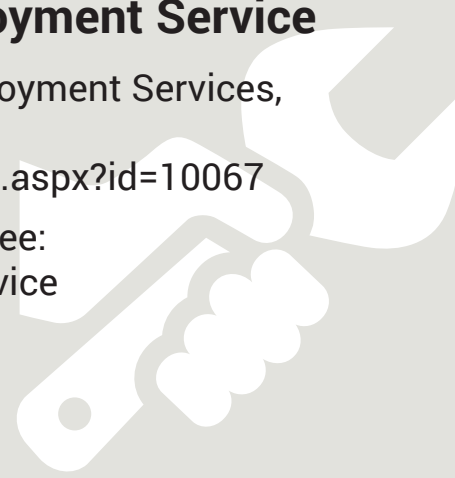 oyment Service
oyment Services,
.aspx?id=10067
ee:
vice